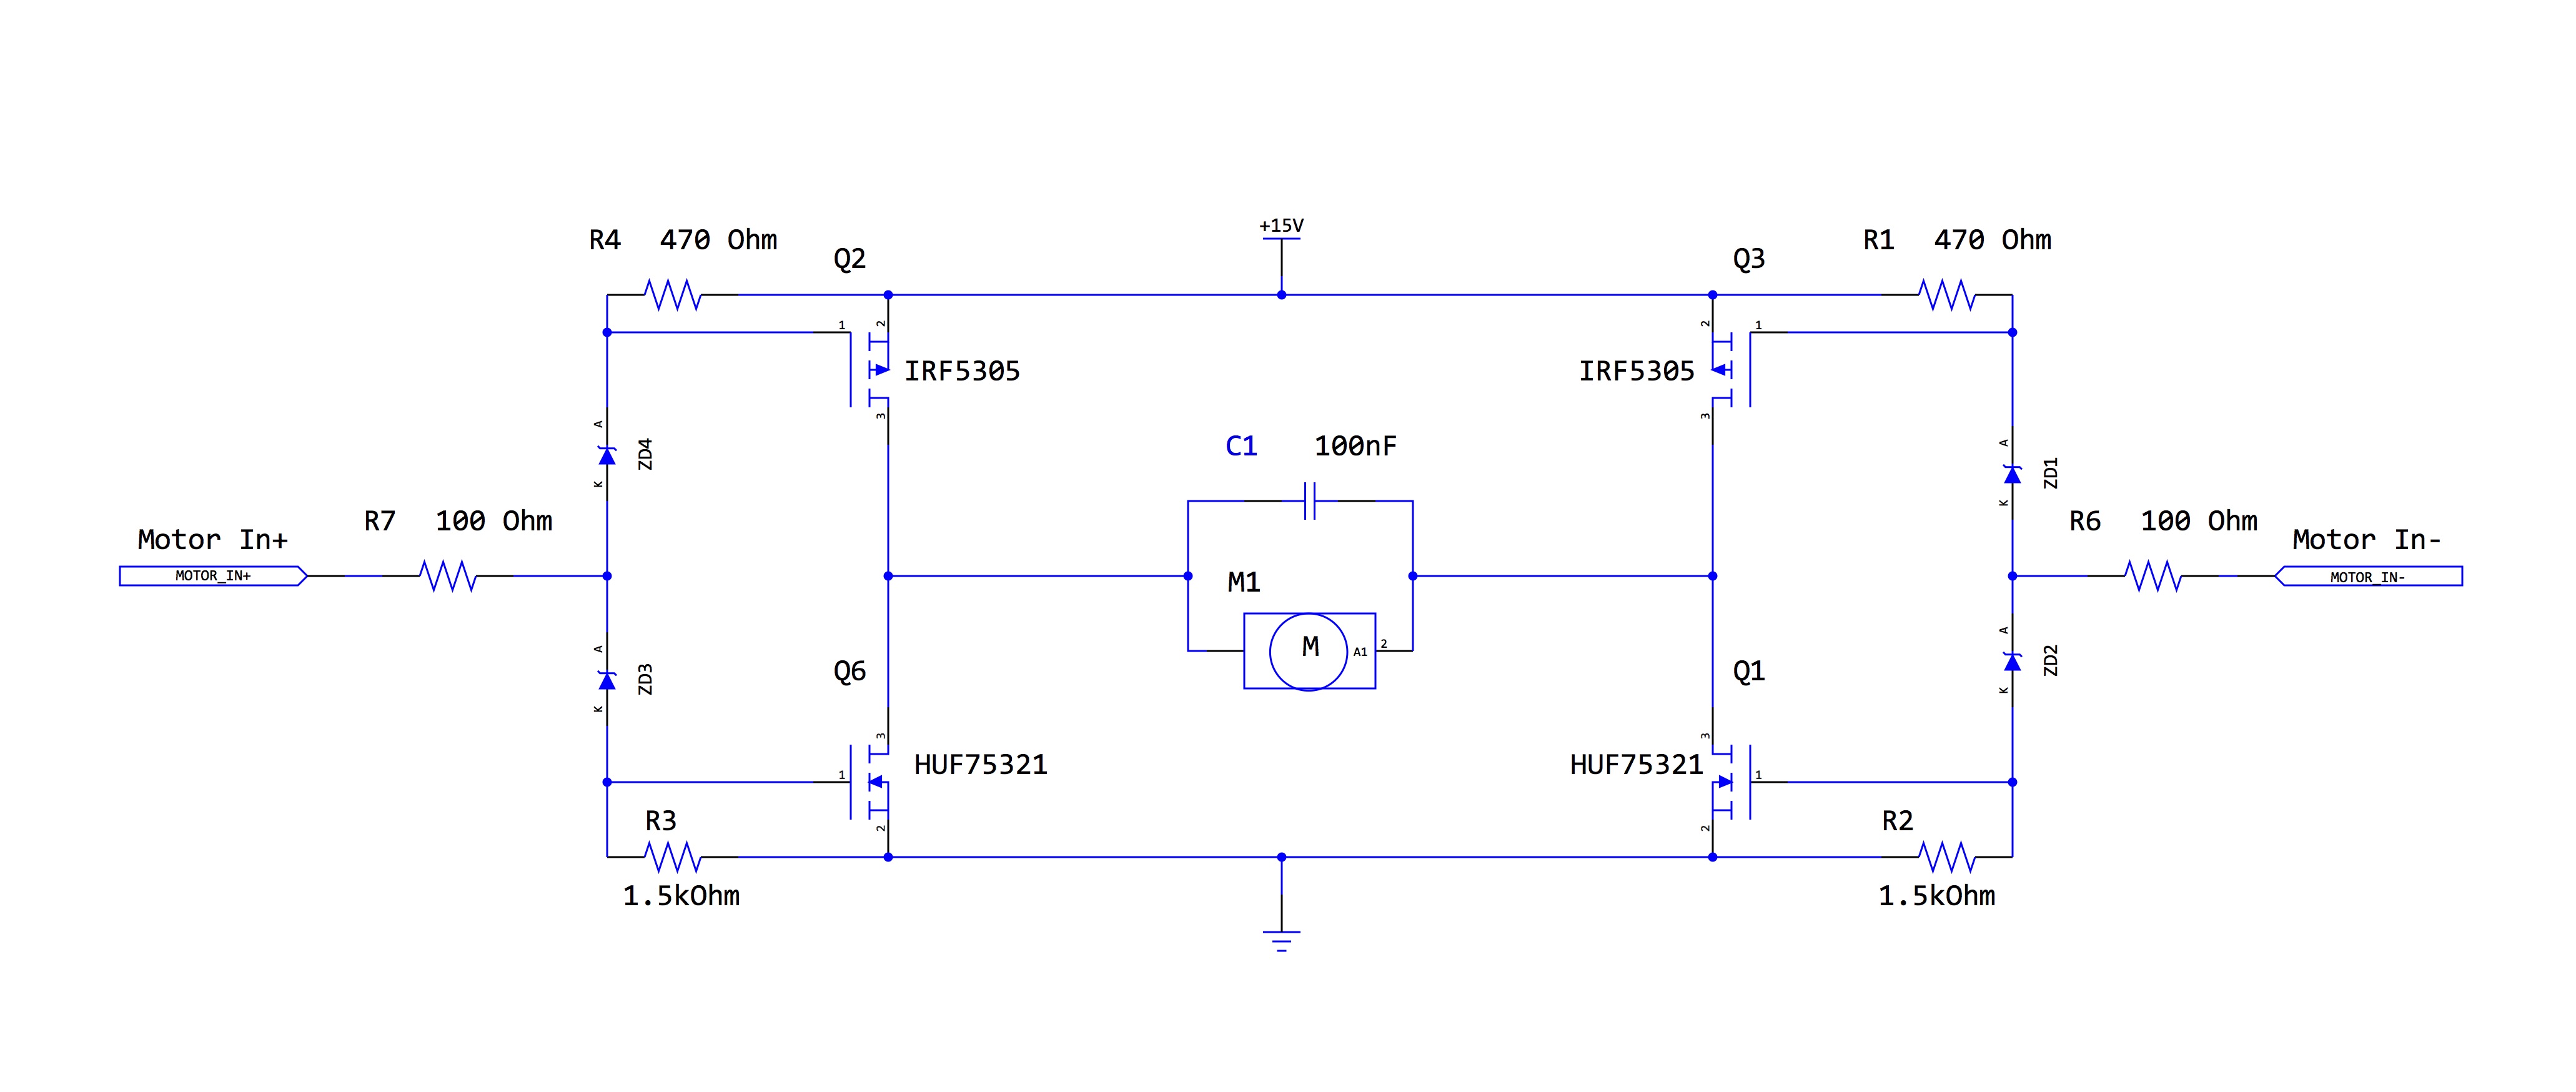 +15V
R4 470 Ohm
Q2
Q3
R1 470 Ohm
1
2
2
1
IRF5305
IRF5305
3
3
A
ZD4
K
C1 100nF
A
ZD1
K
Motor In+
R7 100 Ohm
R6 100 Ohm
Motor In-
MOTOR_IN+
MOTOR_IN-
M1
M
A1
2
A
ZD3
K
Q6
Q1
A
ZD2
K
3
3
1
HUF75321
HUF75321
1
2
2
R3
R2
1.5kOhm
1.5kOhm